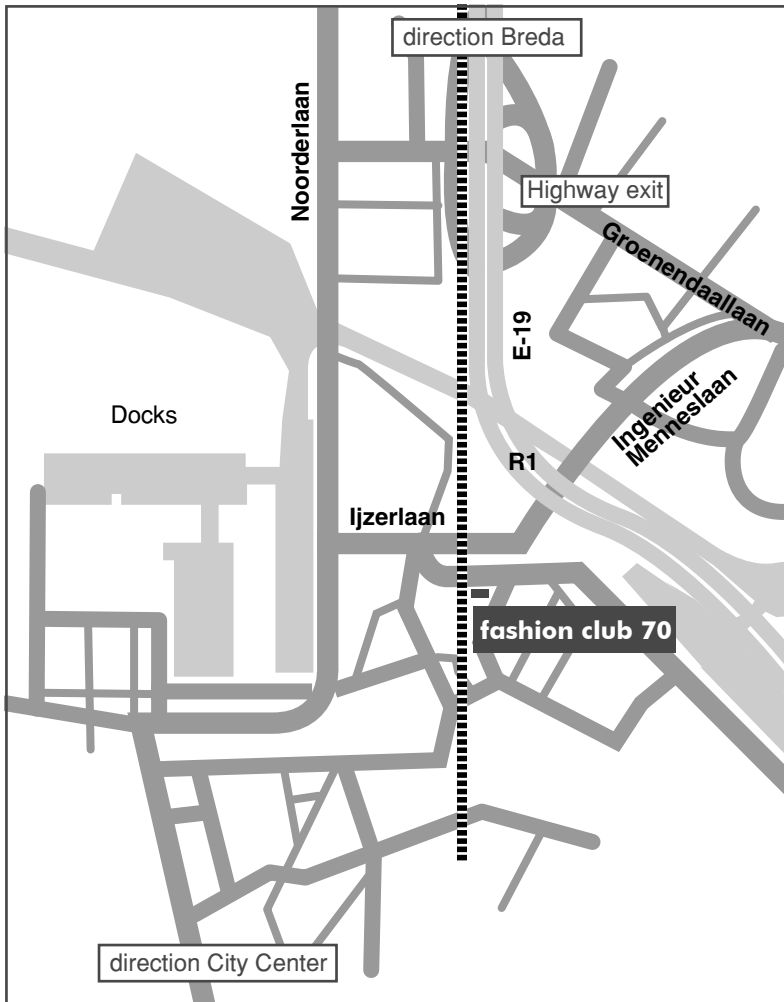 direction Breda
Noorderlaan
Highway exit
Groenendaallaan
E-19
Ingenieur
Menneslaan
Docks
R1
Ijzerlaan
fashion club 70
direction City Center